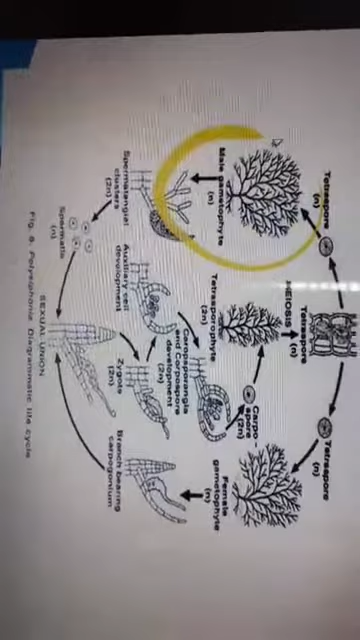 Tetraspore
(n)
Tetraspore
(n)
Tetraspore
(n)
MEIOSIS
Male gametophyte
(n)
Tetrasporophyte
(2n)
Carpo-
spore
(2n)
Female
gametophyte
(n)
Spermatangial
clusters
(2n)
Carposporangia
and Carpospore
development
(2n)
Auxiliary cell
development
Zygote
(2n)
Branch bearing
carpogonium
Spermatia
(n)
SEXUAL UNION
Fig. 8. Polysiphonia. Diagrammatic life cycle